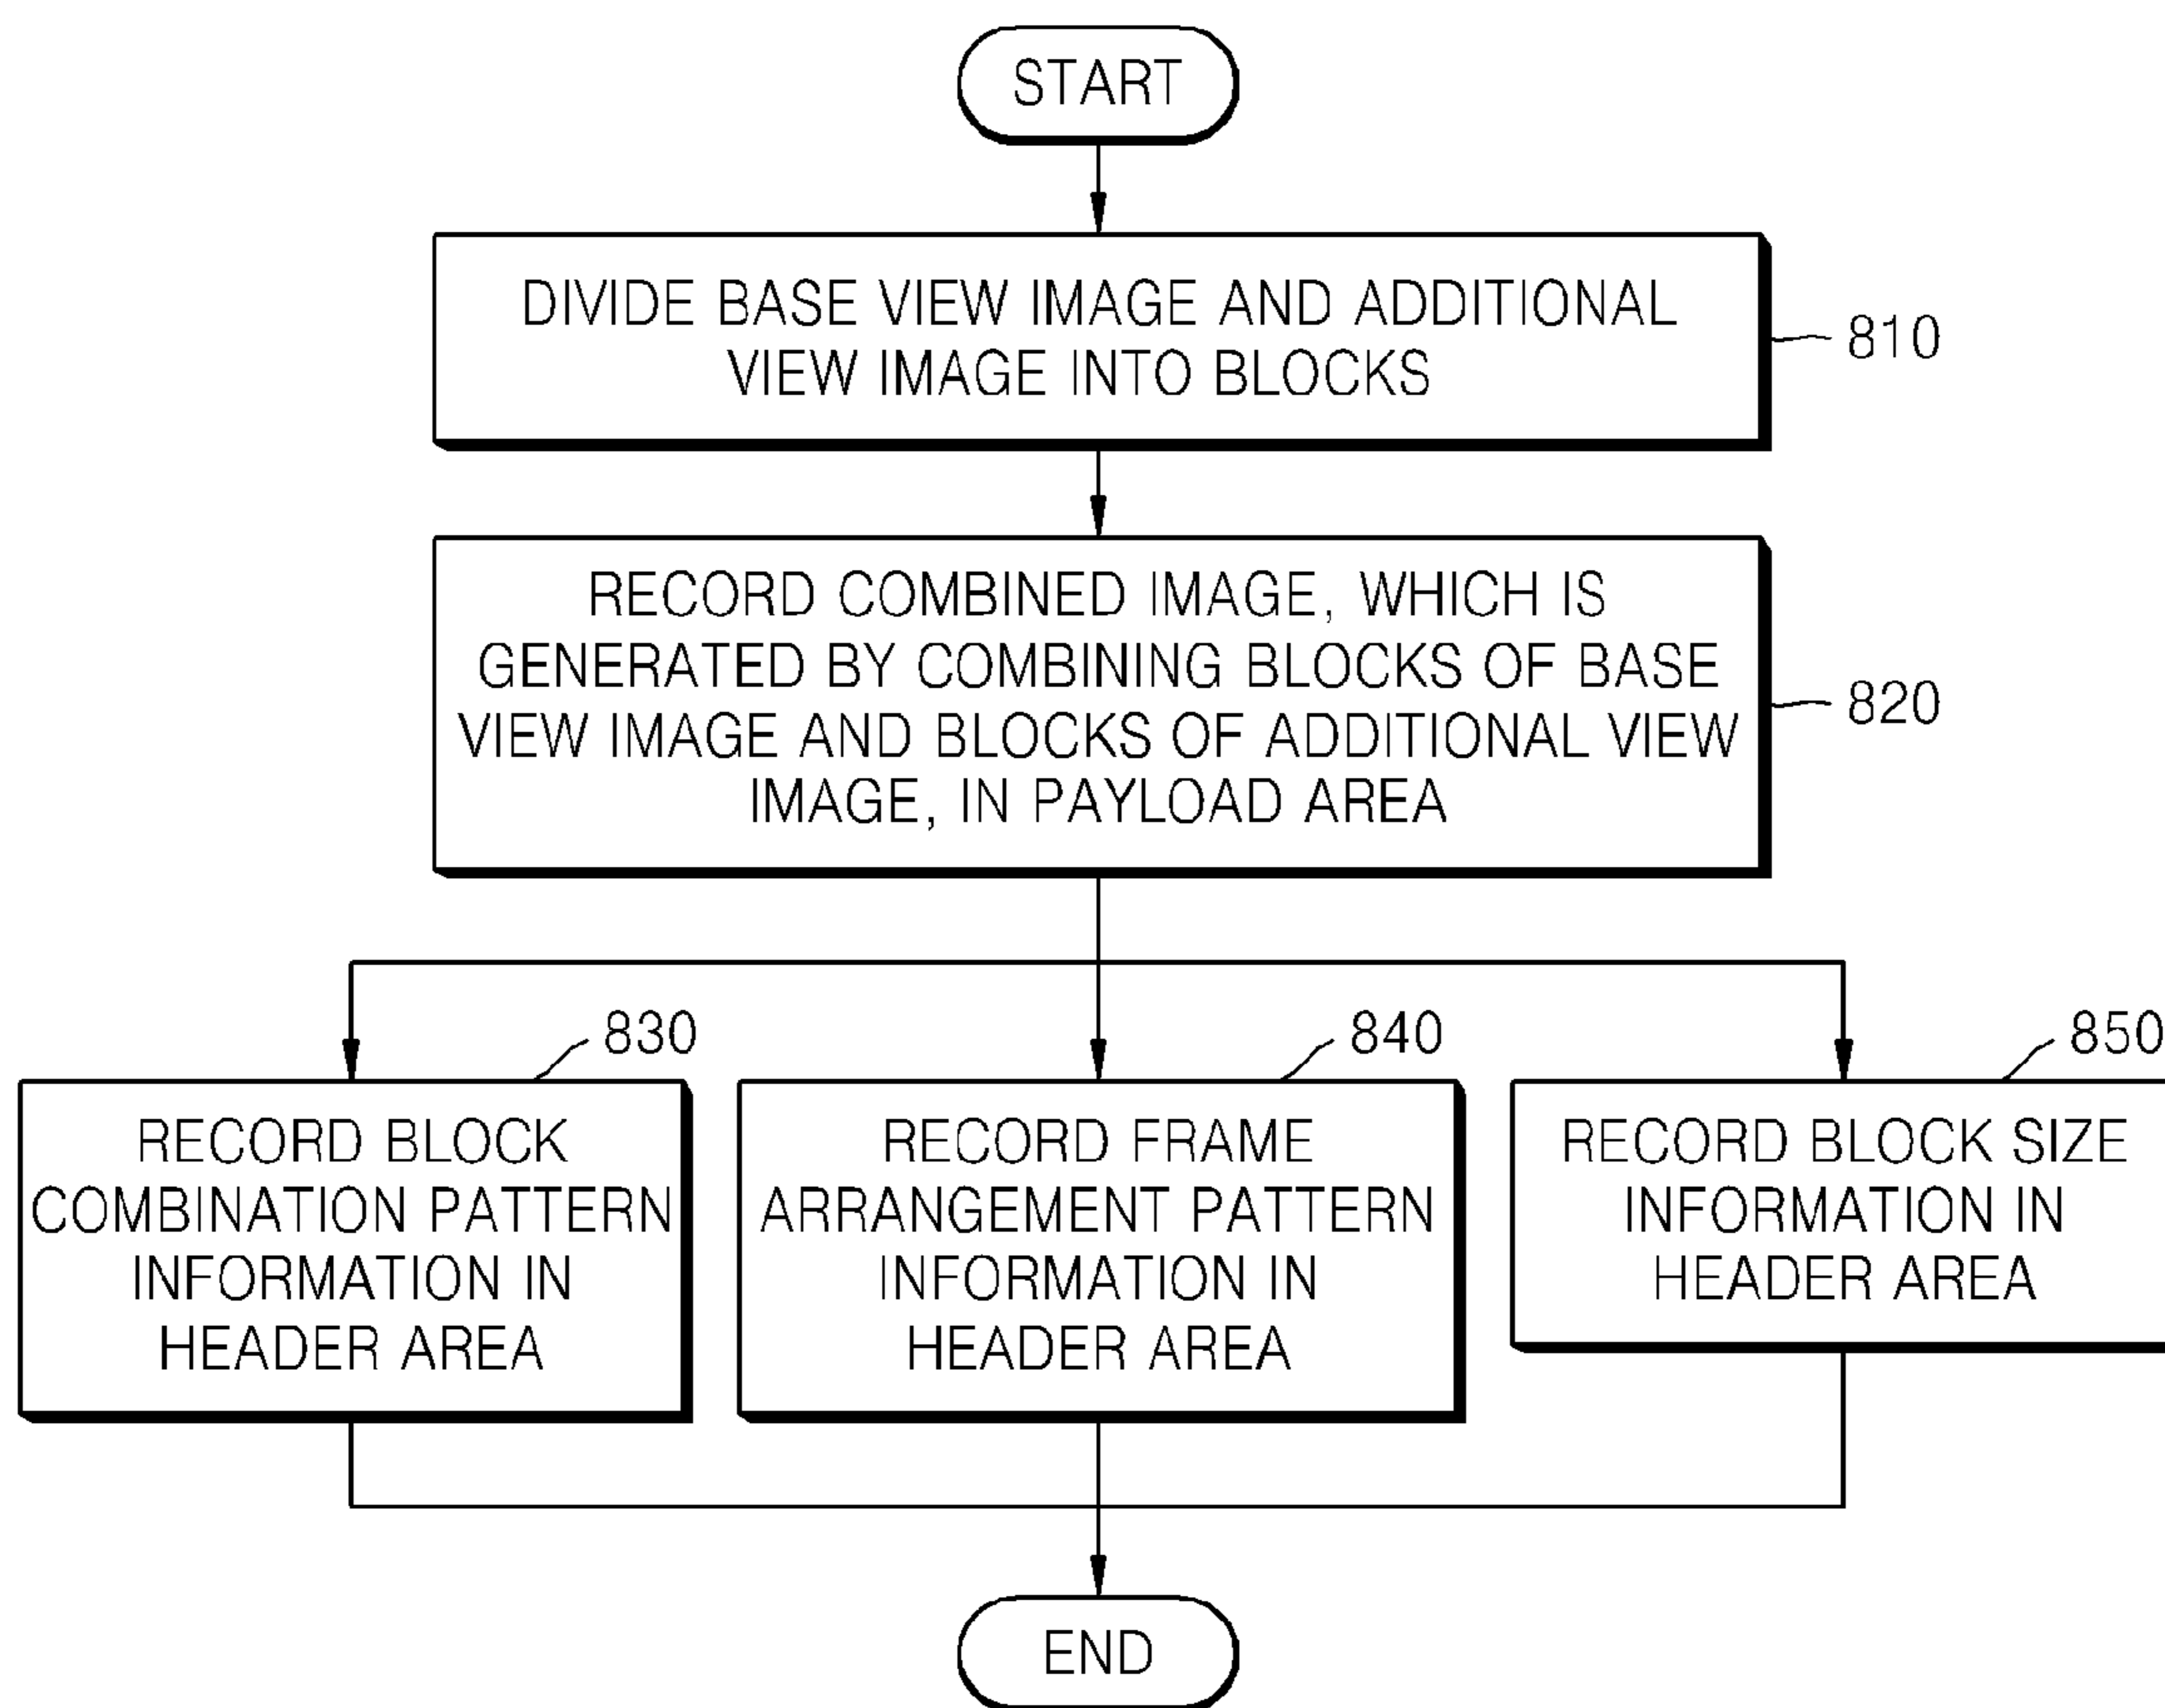 START
DIVIDE BASE VIEW IMAGE AND ADDITIONAL
VIEW IMAGE INTO BLOCKS
810
RECORD COMBINED IMAGE, WHICH IS
GENERATED BY COMBINING BLOCKS OF BASE
VIEW IMAGE AND BLOCKS OF ADDITIONAL VIEW
IMAGE, IN PAYLOAD AREA
820
830
RECORD BLOCK
COMBINATION PATTERN
INFORMATION IN
HEADER AREA
840
RECORD FRAME
ARRANGEMENT PATTERN
INFORMATION IN
HEADER AREA
850
RECORD BLOCK SIZE
INFORMATION IN
HEADER AREA
END